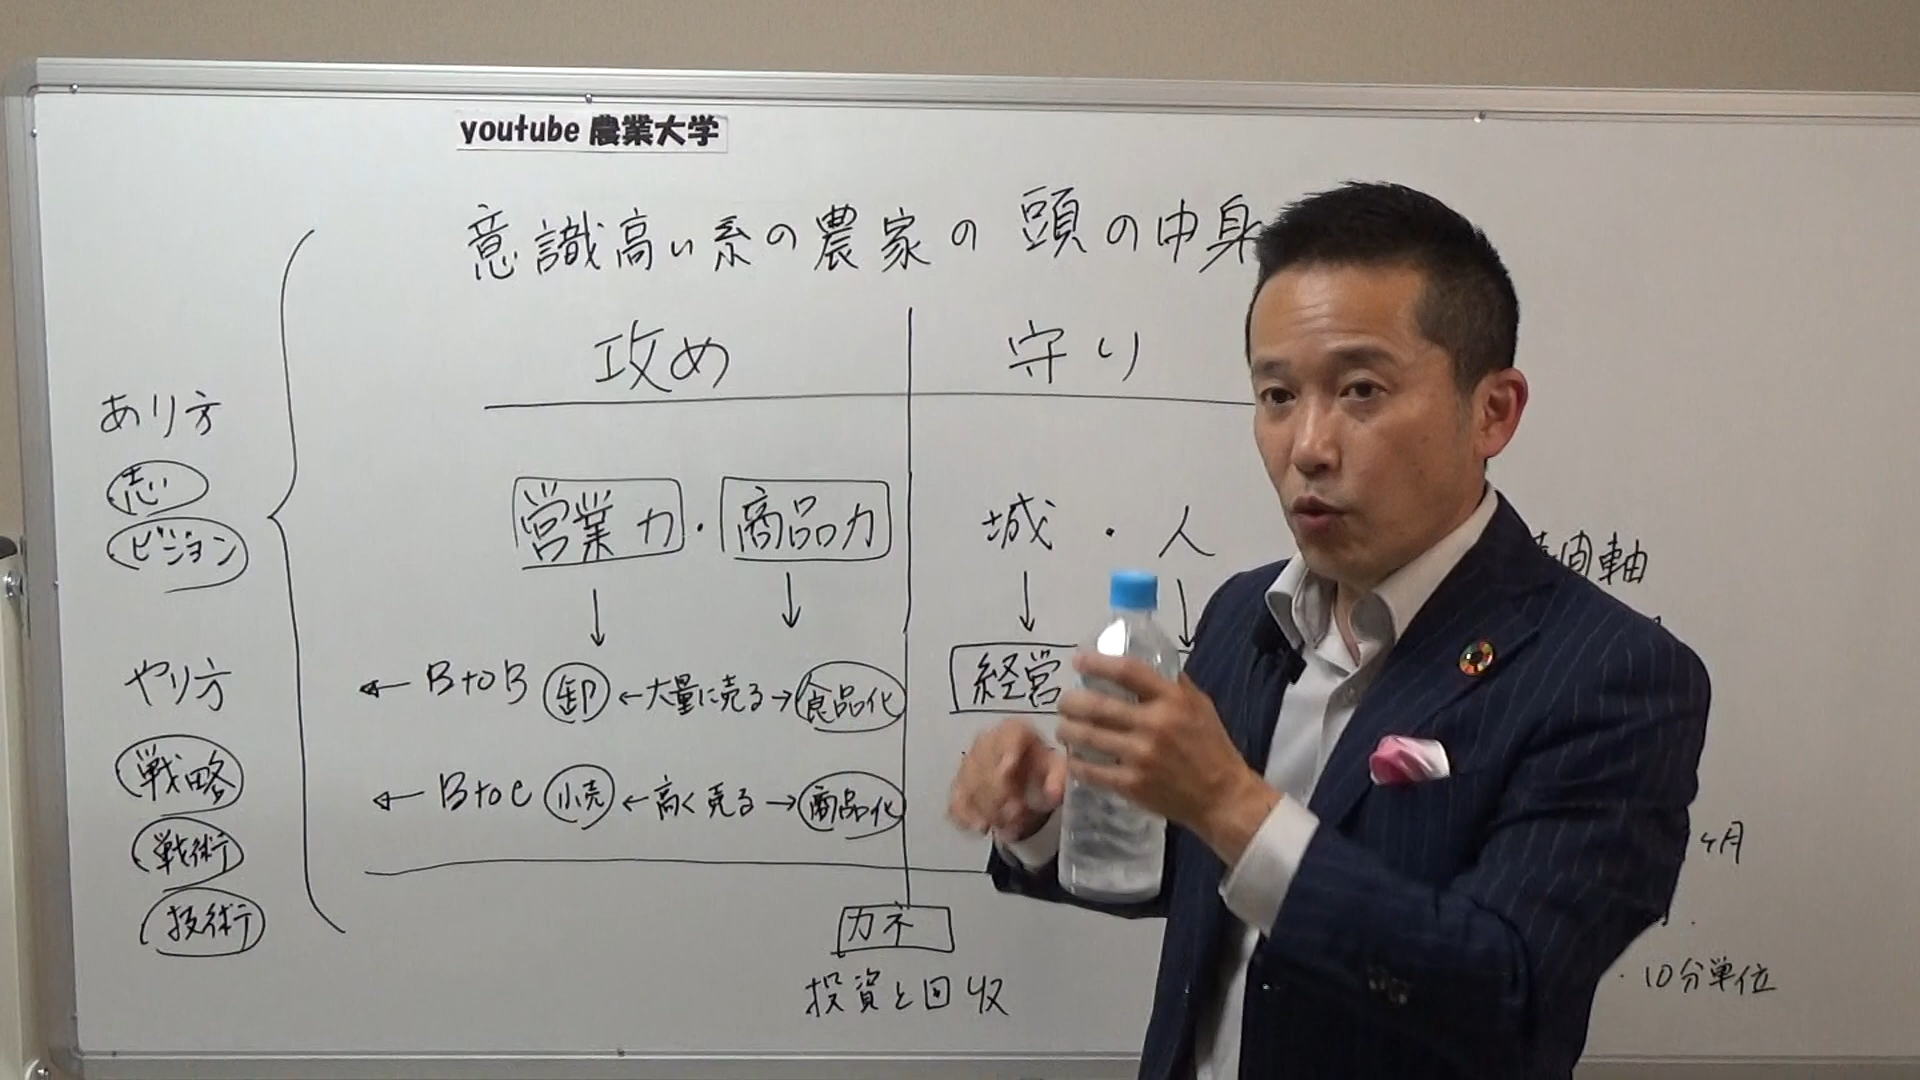 youtube 農業大学
意識高い系の農家の頭の中身
攻め 守り
あり方
志
ビジョン
営業力・商品力 城・人
間軸
↓ ↓ ↓ ↓
やり方
← B to B 卸 ←大量に売る→ 食品化 経営
戦略
← B to C 小売 ← 高く売る → 商品化
戦術
ヶ月
技術
カネ
投資と回収
・10分単位